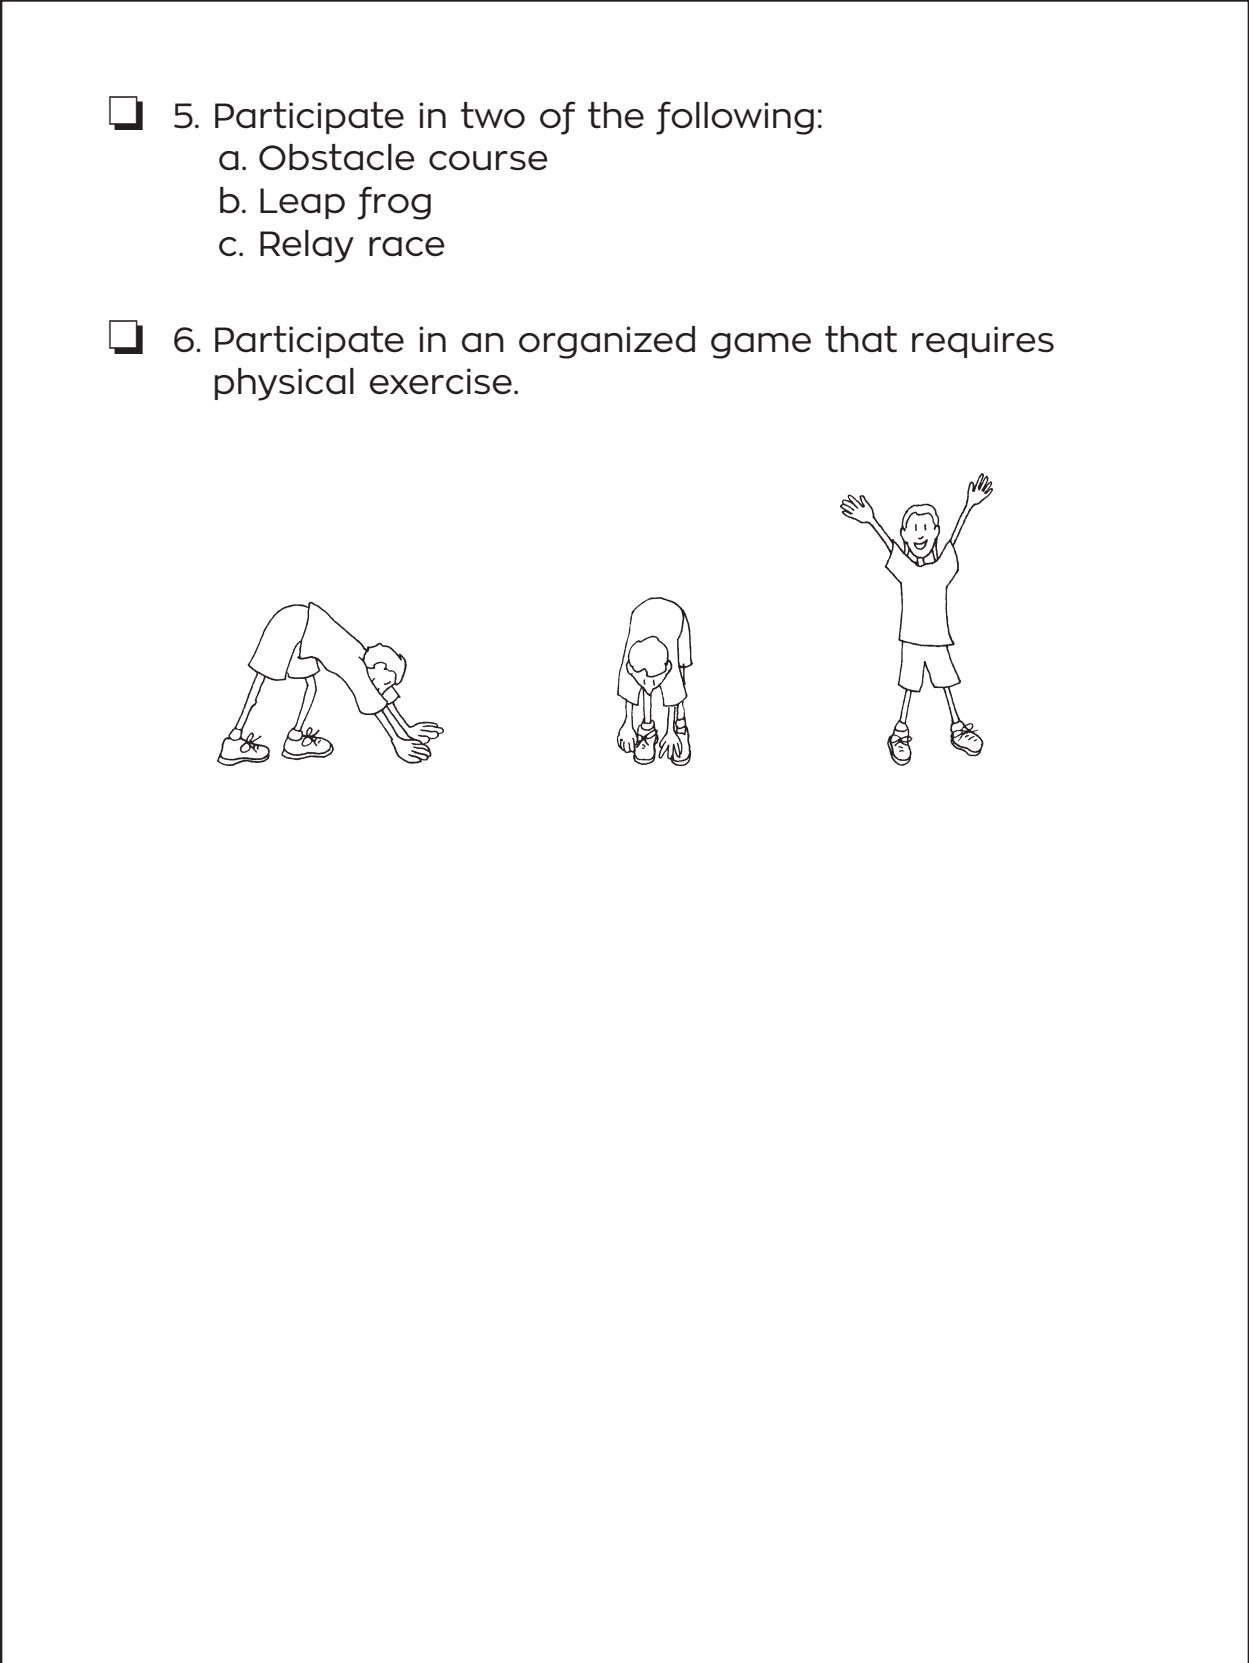 5. Participate in two of the following:
a. Obstacle course
b. Leap frog
c. Relay race
6. Participate in an organized game that requires
physical exercise.